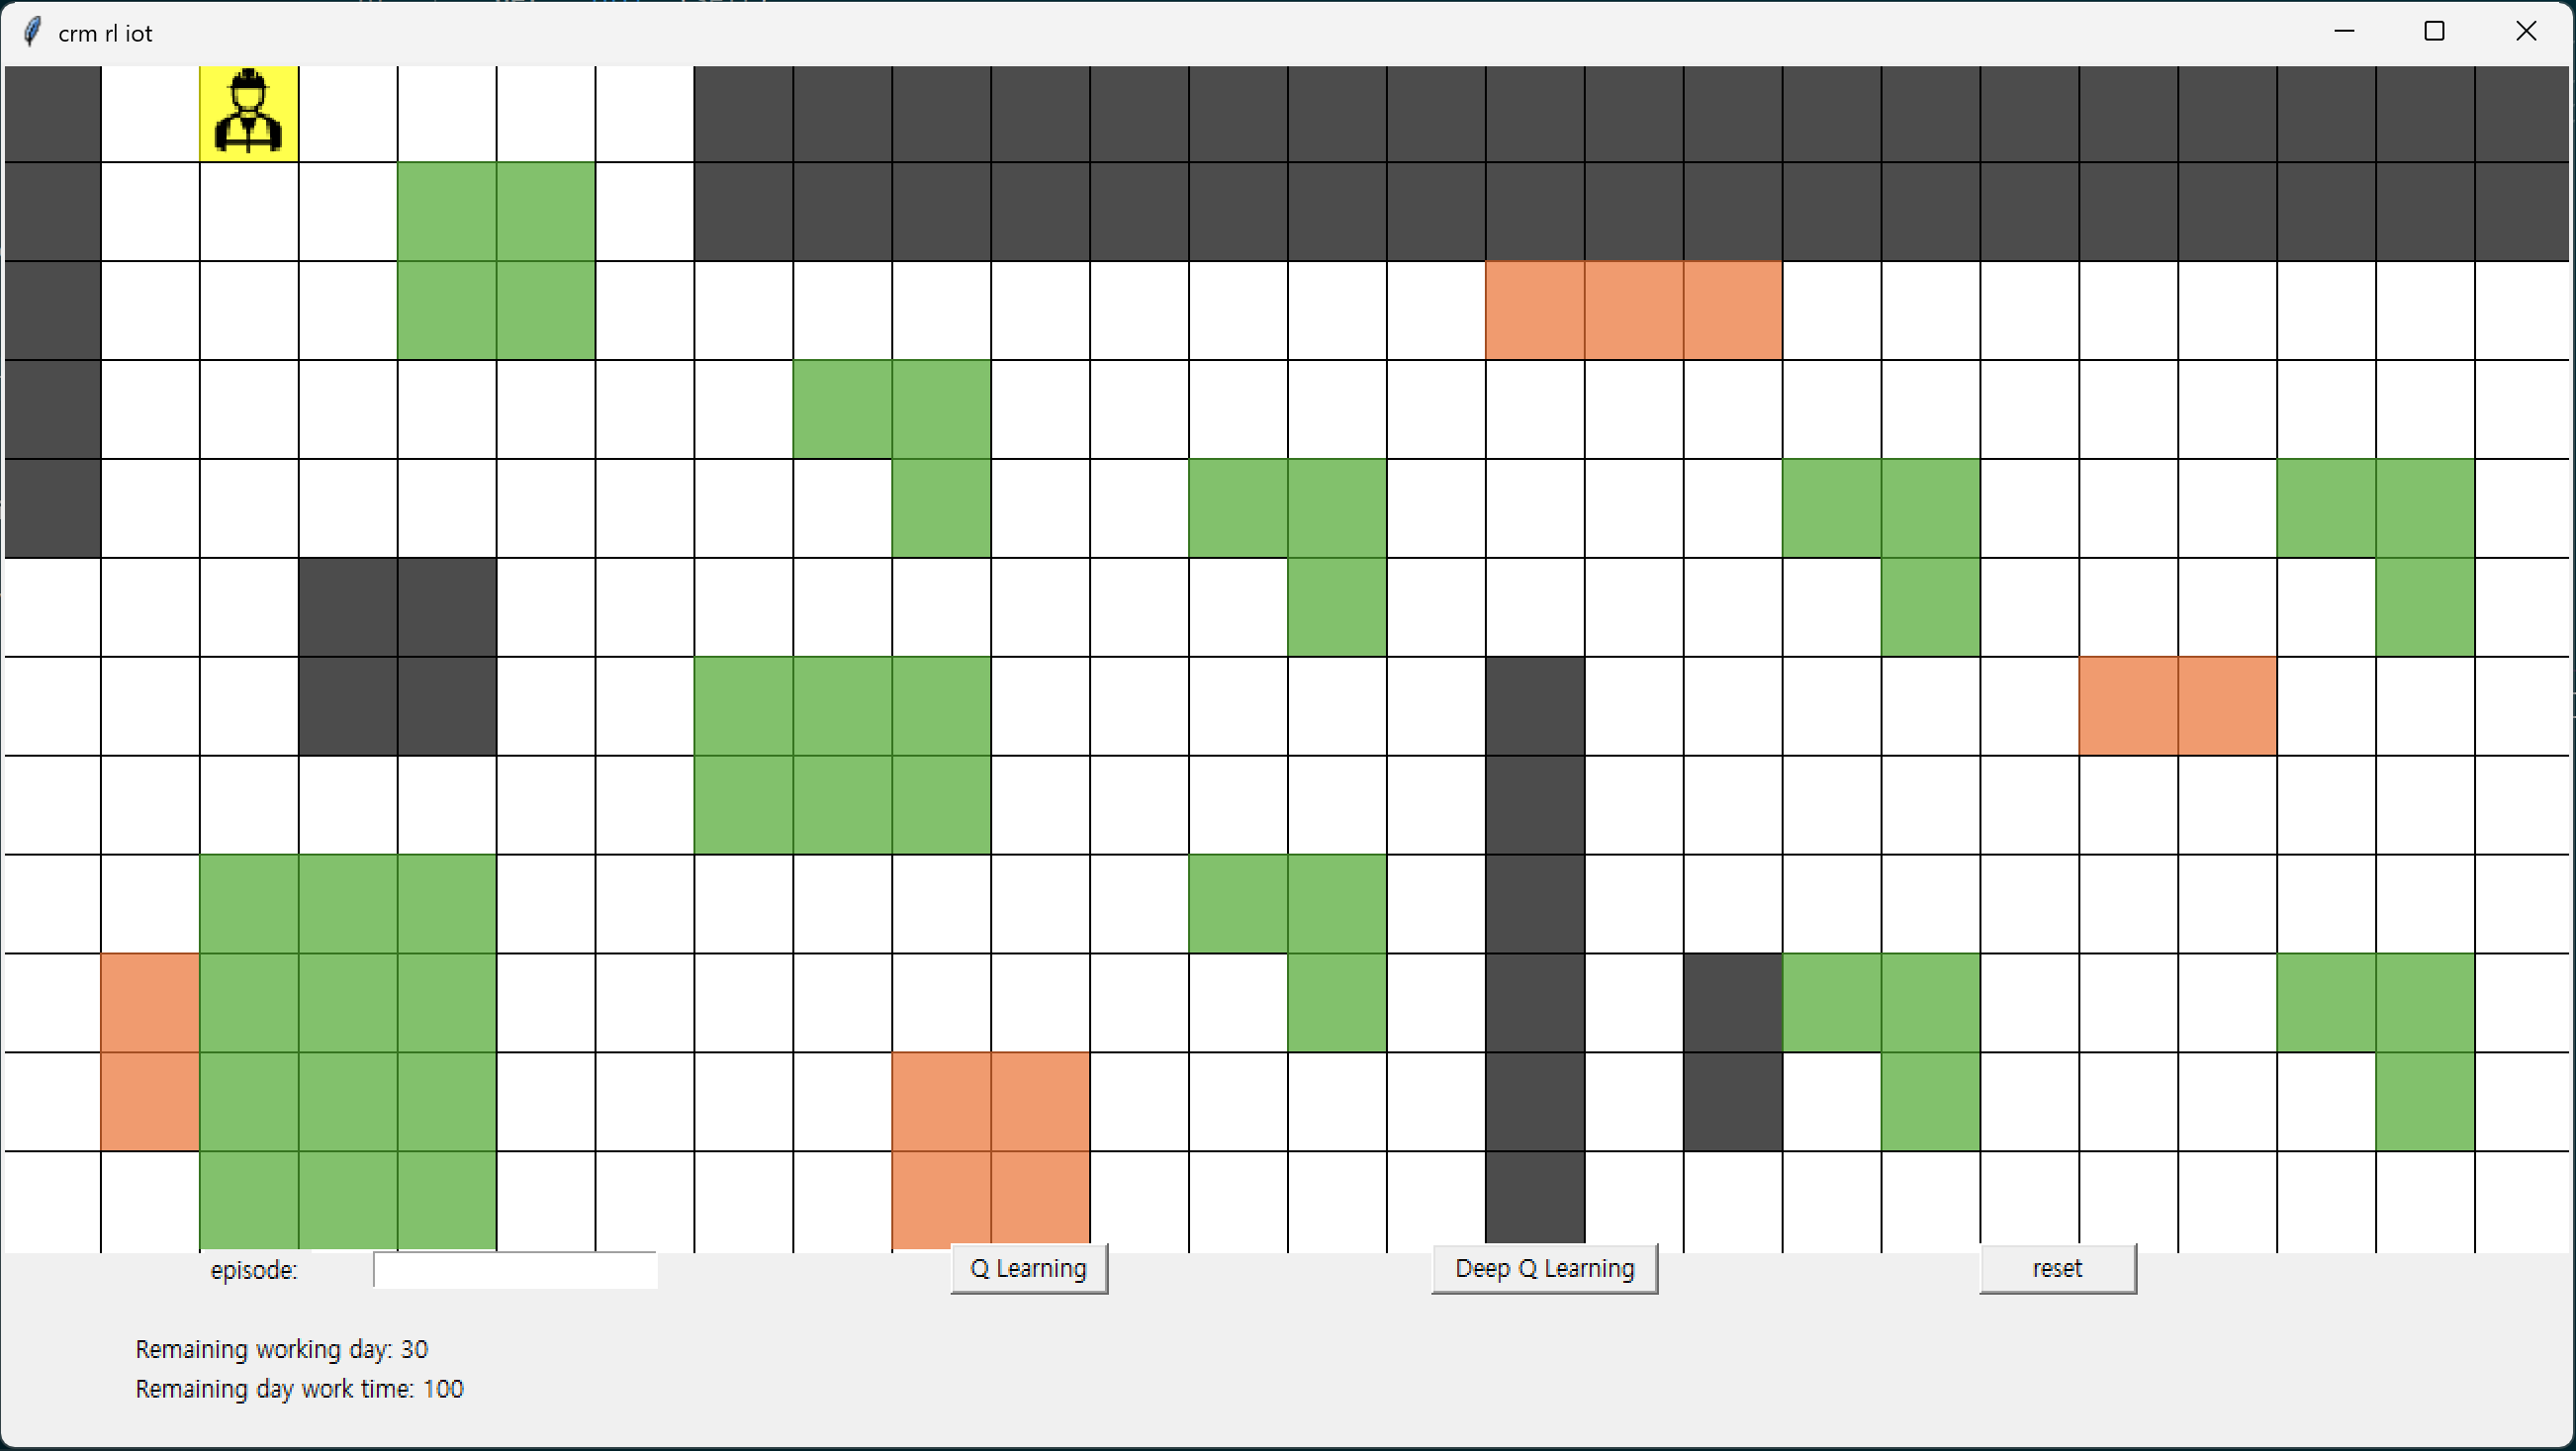 crm rl iot
episode:
Q Learning
Deep Q Learning
reset
Remaining working day: 30
Remaining day work time: 100